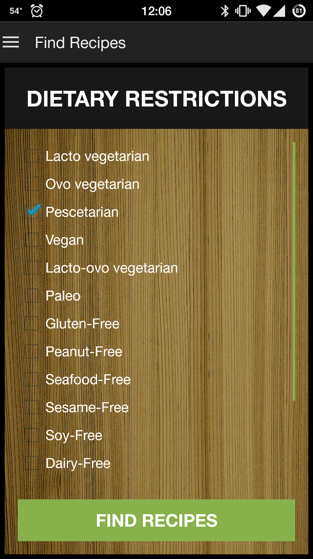 54° 12:06 81
Find Recipes
DIETARY RESTRICTIONS
Lacto vegetarian
Ovo vegetarian
Pescetarian
Vegan
Lacto-ovo vegetarian
Paleo
Gluten-Free
Peanut-Free
Seafood-Free
Sesame-Free
Soy-Free
Dairy-Free
FIND RECIPES